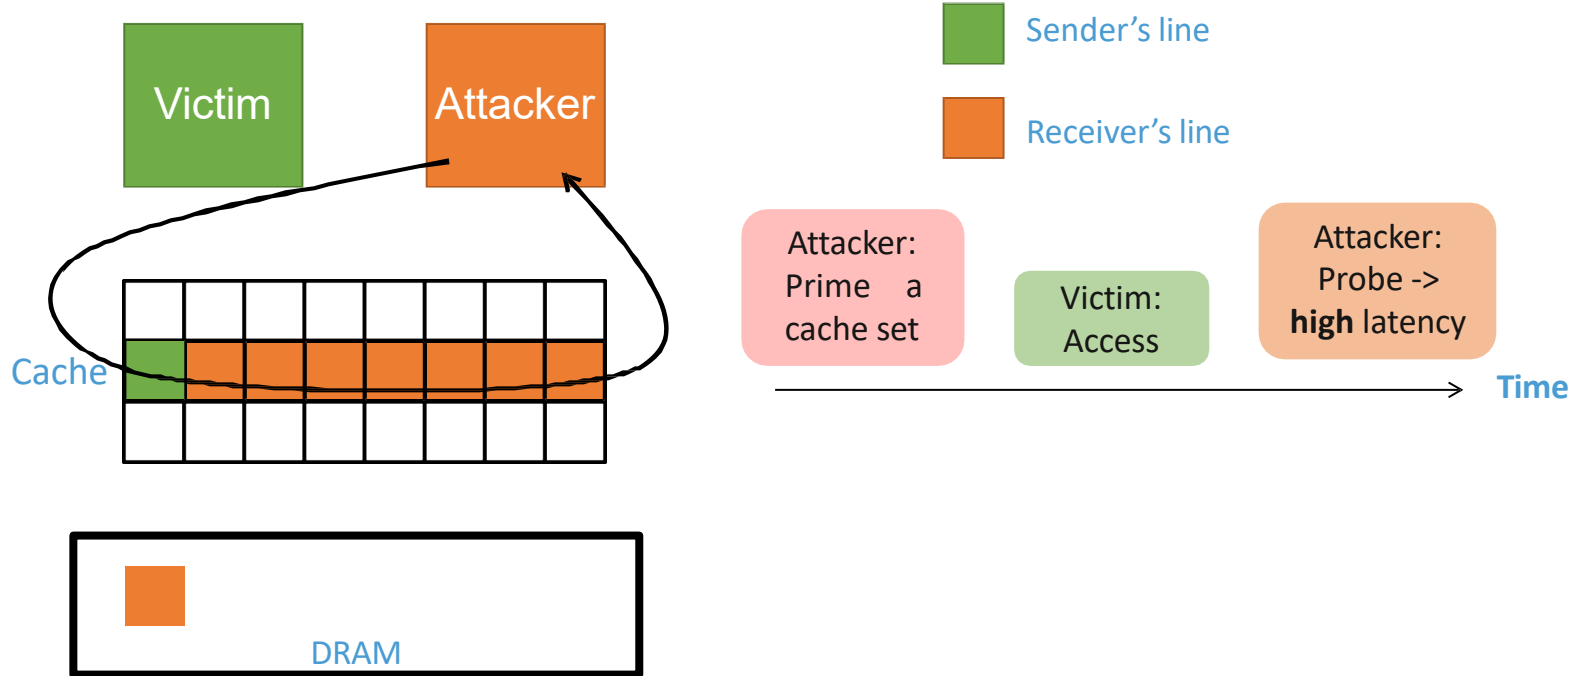 Victim
Attacker
Sender’s line
Receiver’s line
Attacker:
Prime a
cache set
Victim:
Access
Attacker:
Probe ->
high latency
Cache
Time
DRAM